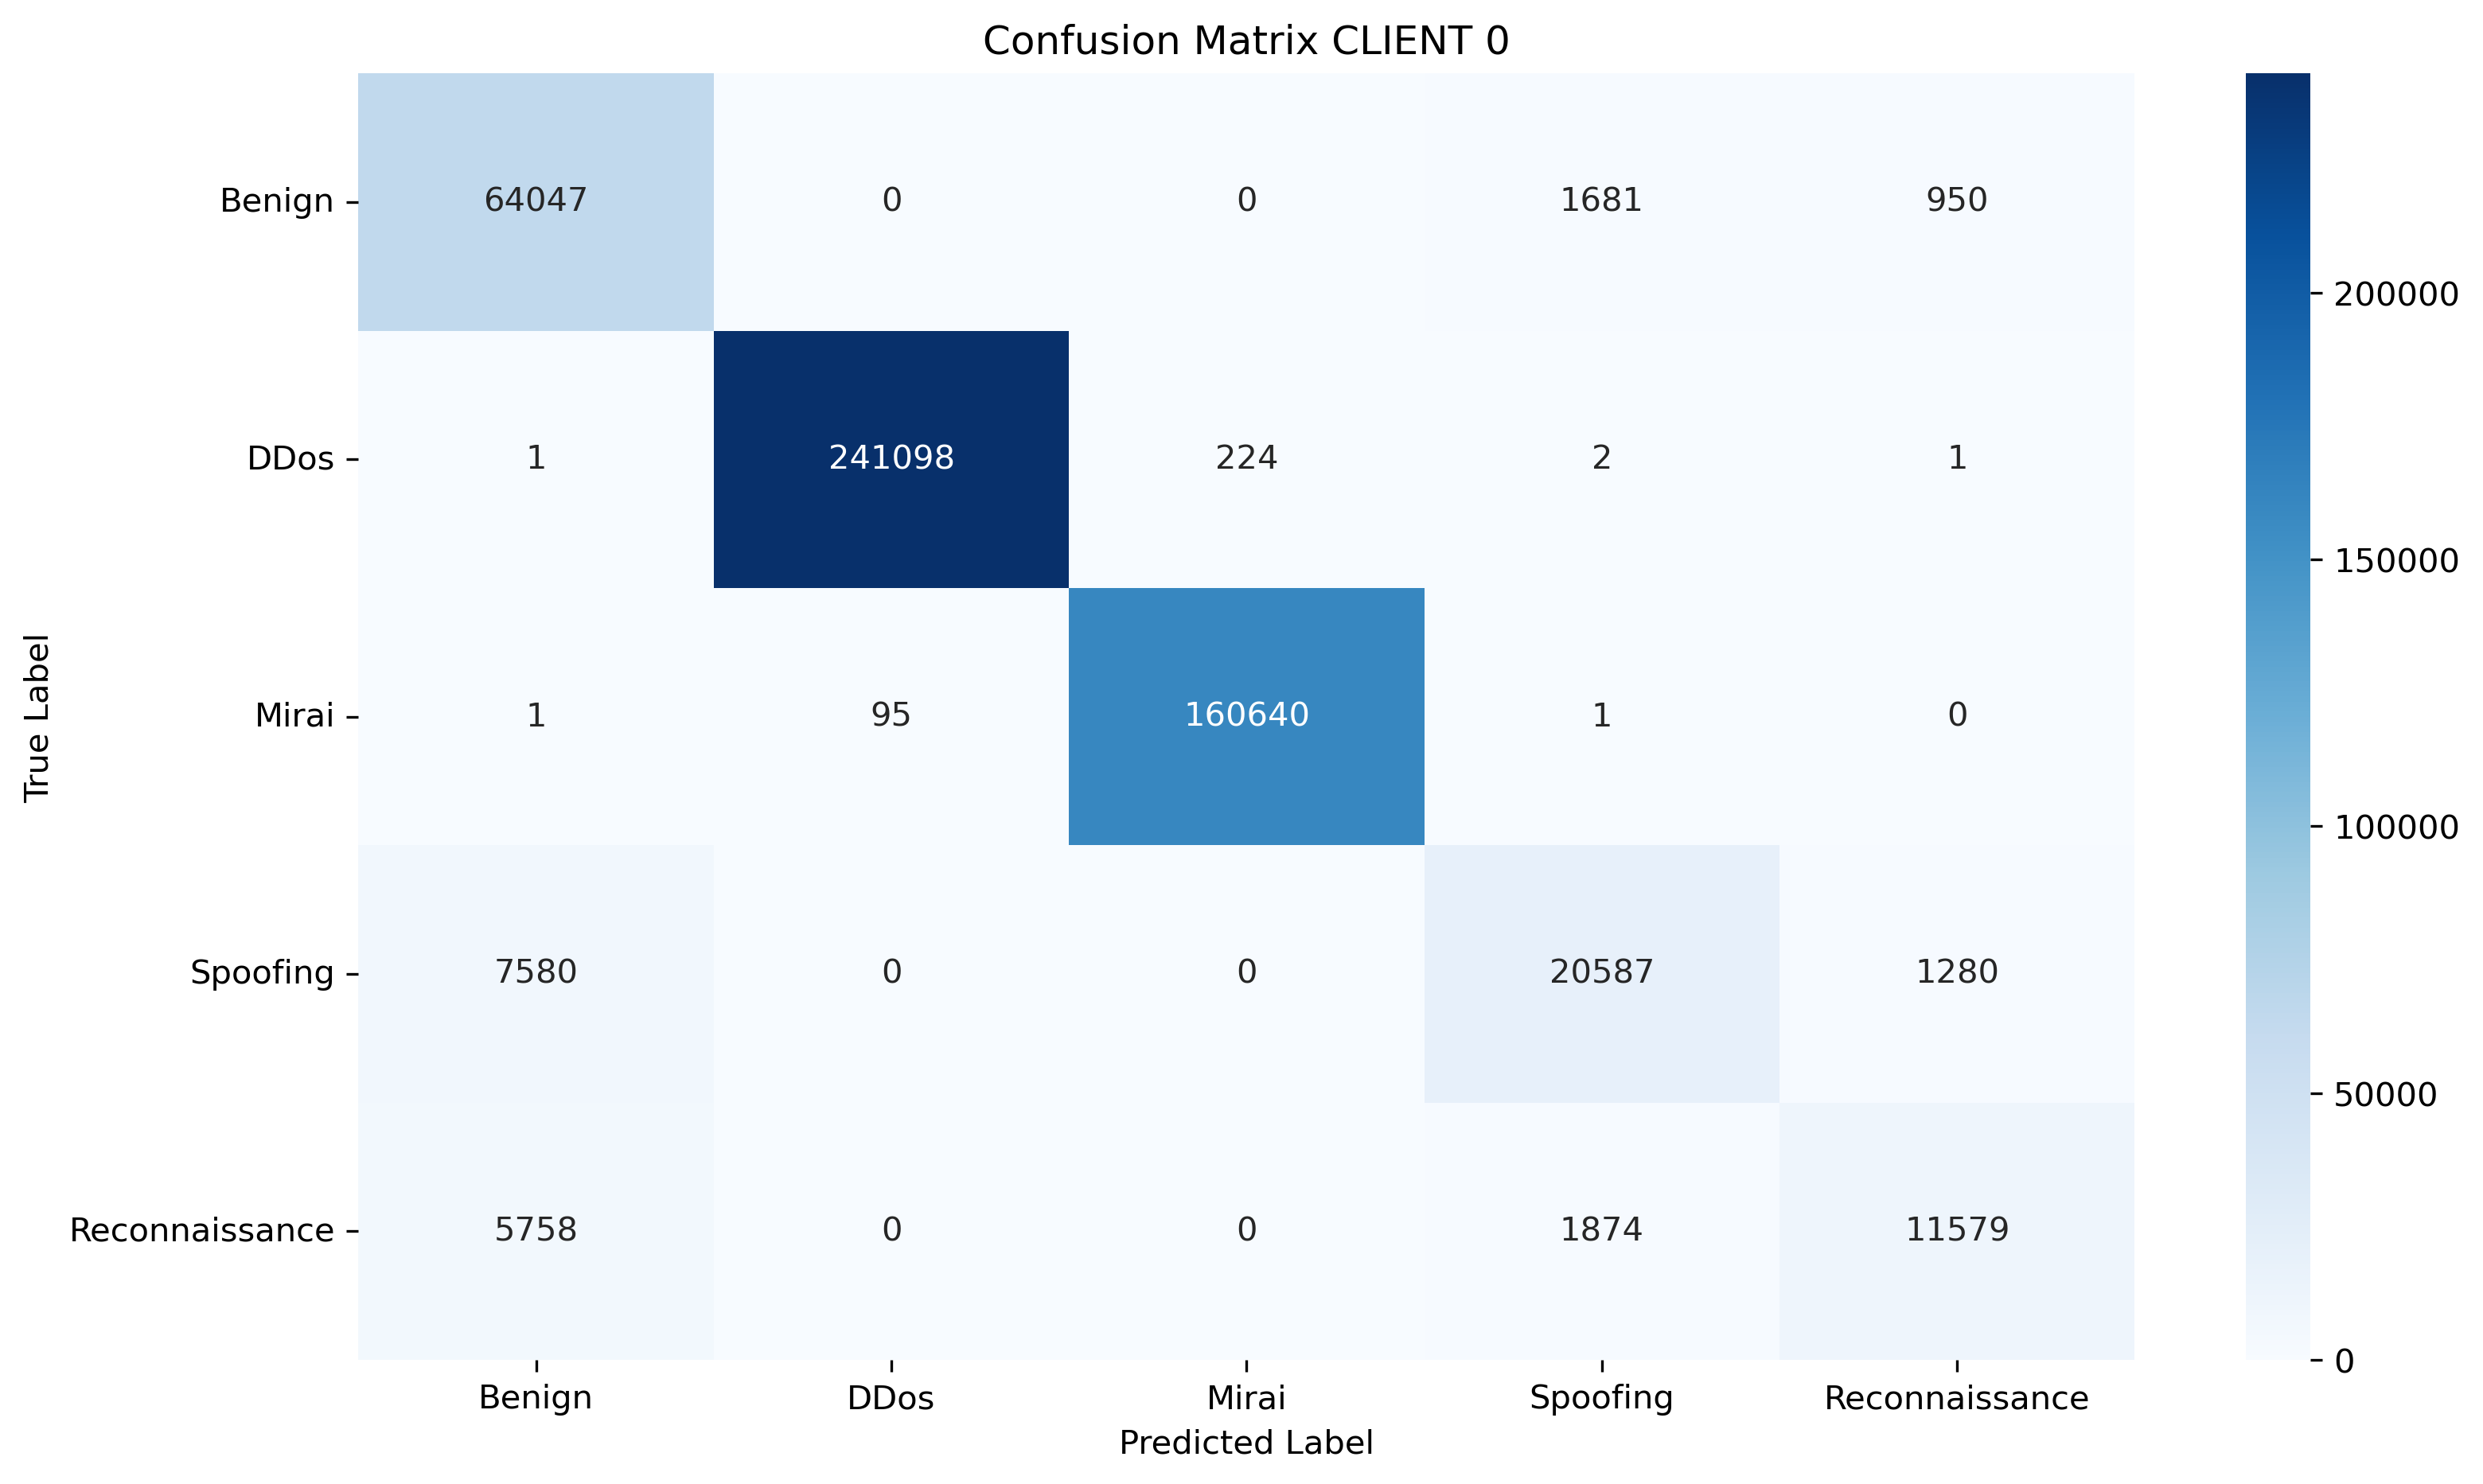 Confusion Matrix CLIENT 0
True Label
Benign 64047 0 0 1681 950
DDos 1 241098 224 2 1
Mirai 1 95 160640 1 0
Spoofing 7580 0 0 20587 1280
Reconnaissance 5758 0 0 1874 11579
Benign DDos Mirai Spoofing Reconnaissance
Predicted Label
200000
150000
100000
50000
0